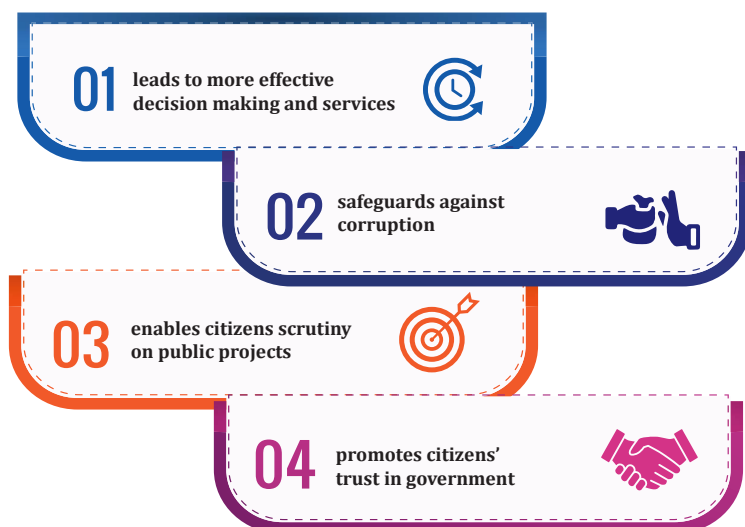 01
leads to more effective
decision making and services
02
safeguards against
corruption
03
enables citizens scrutiny
on public projects
04
promotes citizens’
trust in government